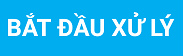 BẮT ĐẦU XỬ LÝ